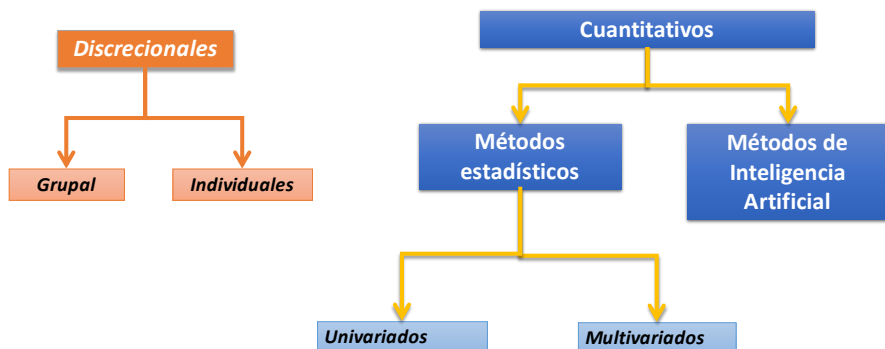 Discrecionales
Grupal
Individuales
Cuantitativos
Métodos
estadísticos
Métodos de
Inteligencia
Artificial
Univariados
Multivariados